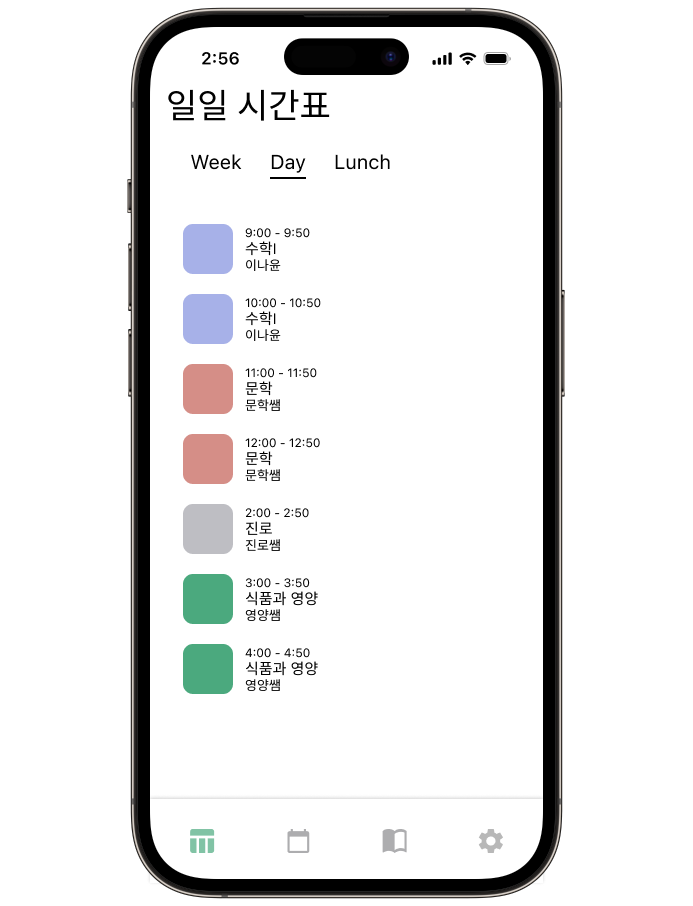 2:56
일일 시간표
Week Day Lunch
9:00 - 9:50
수학I
이나윤
10:00 - 10:50
수학I
이나윤
11:00 - 11:50
문학
문학쌤
12:00 - 12:50
문학
문학쌤
2:00 - 2:50
진로
진로쌤
3:00 - 3:50
식품과 영양
영양쌤
4:00 - 4:50
식품과 영양
영양쌤